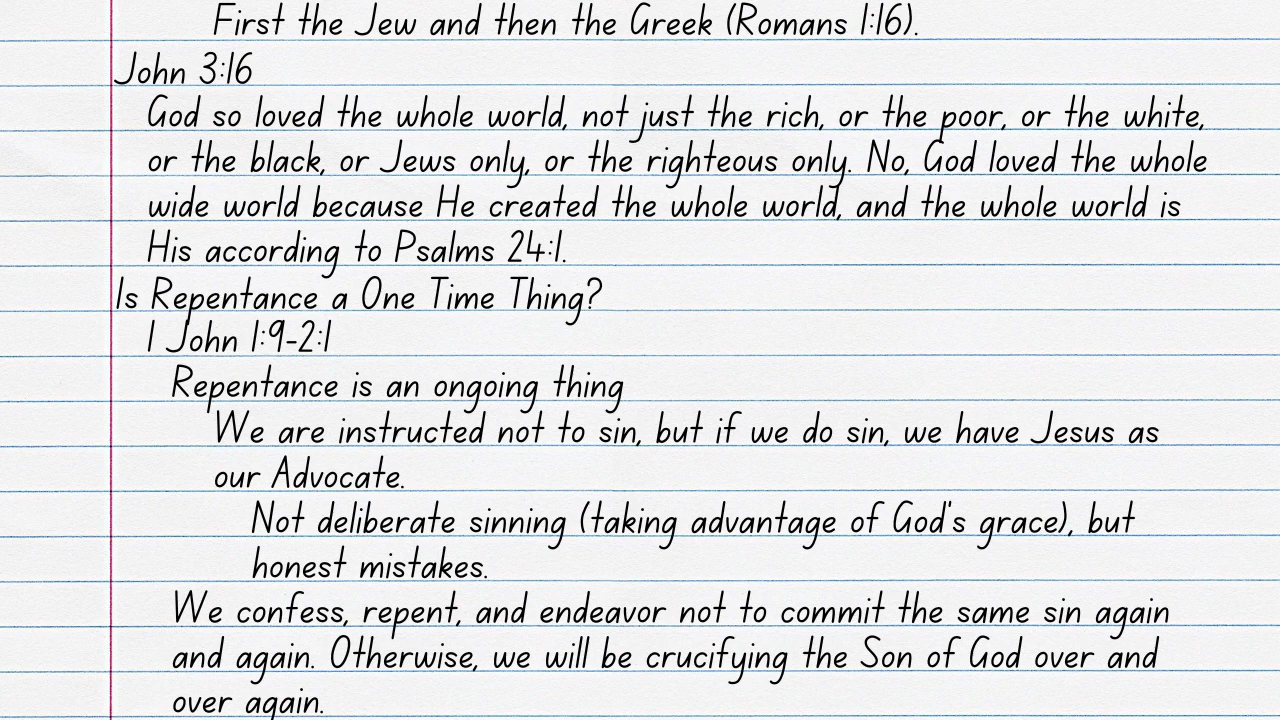 First the Jew and then the Greek (Romans 1:16).
John 3:16
God so loved the whole world, not just the rich, or the poor, or the white,
or the black, or Jews only, or the righteous only. No, God loved the whole
wide world because He created the whole world, and the whole world is
His according to Psalms 24:1.
Is Repentance a One Time Thing?
1 John 1:9-2:1
Repentance is an ongoing thing
We are instructed not to sin, but if we do sin, we have Jesus as
our Advocate.
Not deliberate sinning (taking advantage of God's grace), but
honest mistakes.
We confess, repent, and endeavor not to commit the same sin again
and again. Otherwise, we will be crucifying the Son of God over and
over again.